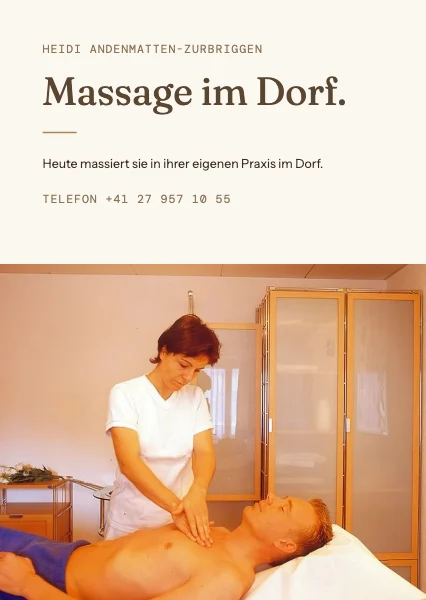 HEIDI ANDENMATTEN-ZURBRIGGEN
Massage im Dorf.
Heute massiert sie in ihrer eigenen Praxis im Dorf.
TELEFON +41 27 957 10 55